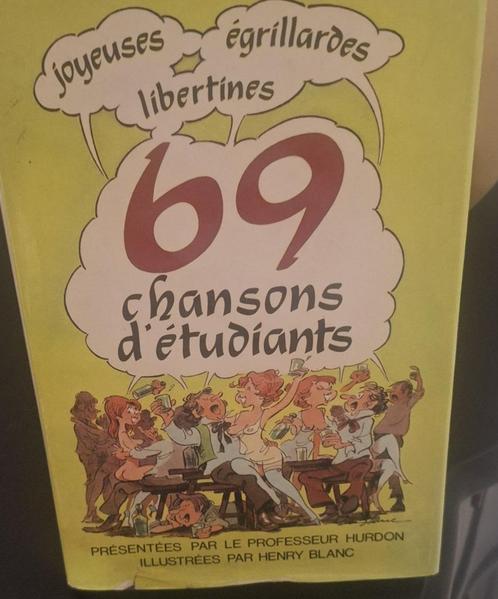 joyeuses
égrillardes
libertines
69
chansons
d'étudiants
PRÉSENTÉES PAR LE PROFESSEUR HURDON
ILLUSTRÉES PAR HENRY BLANC